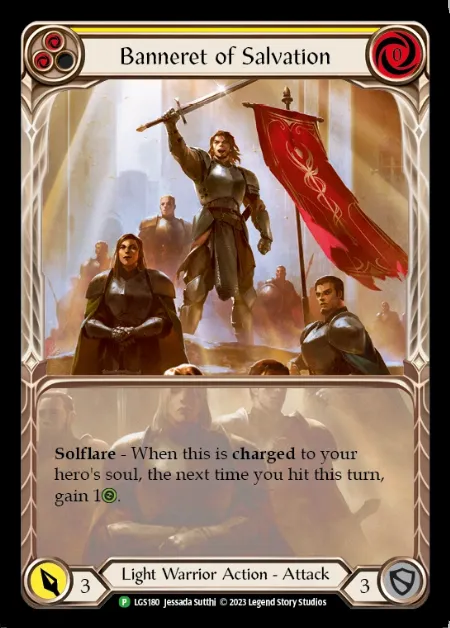 Banneret of Salvation
0
Solflare - When this is charged to your
hero's soul, the next time you hit this turn,
gain 1.
3
Light Warrior Action - Attack
3
P LGS180 Jessada Sutthi © 2023 Legend Story Studios